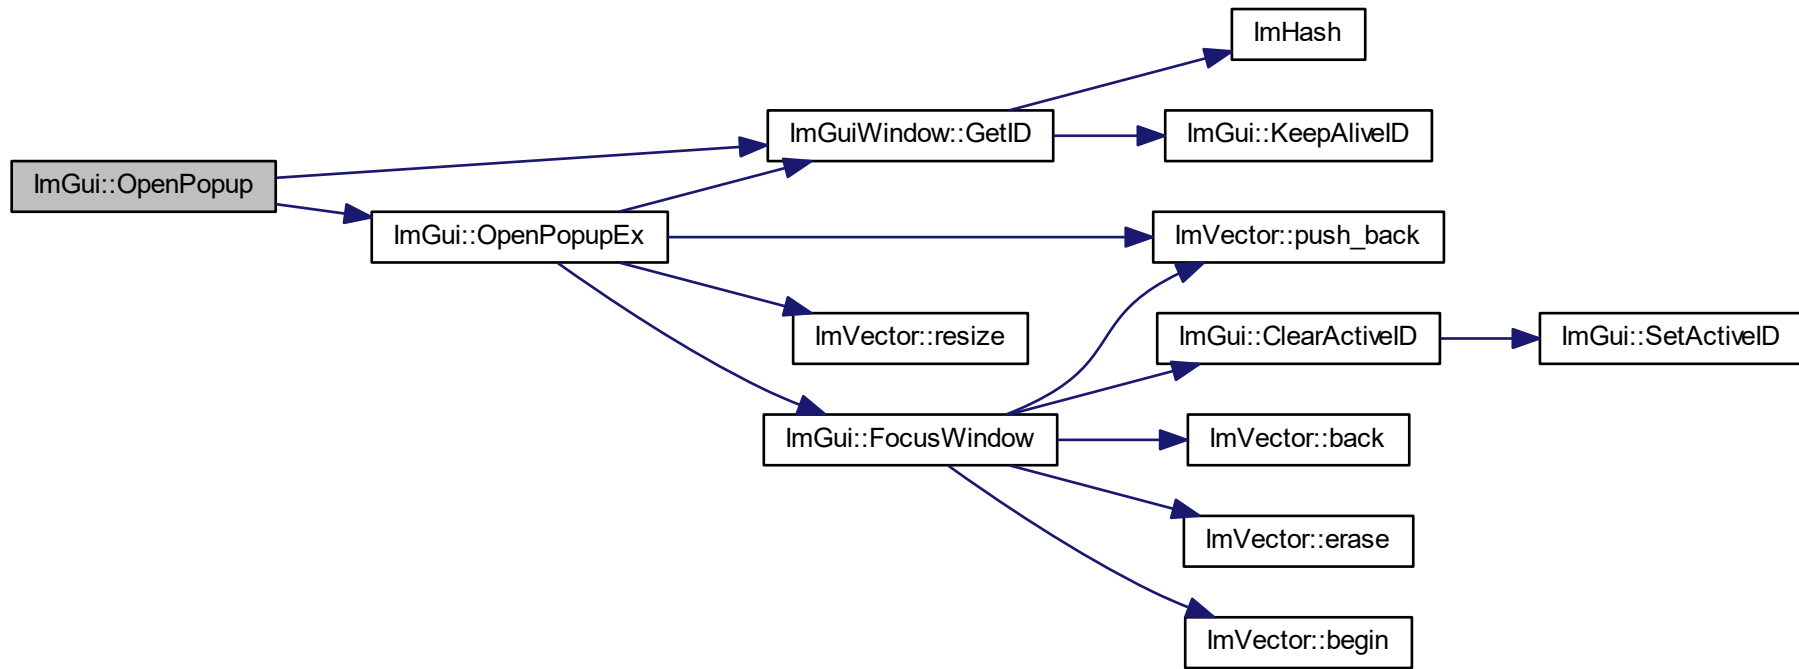 ImHash
ImGuiWindow::GetID
ImGui::KeepAliveID
ImGui::OpenPopup
ImGui::OpenPopupEx
ImVector::push_back
ImVector::resize
ImGui::ClearActiveID
ImGui::SetActiveID
ImGui::FocusWindow
ImVector::back
ImVector::erase
ImVector::begin